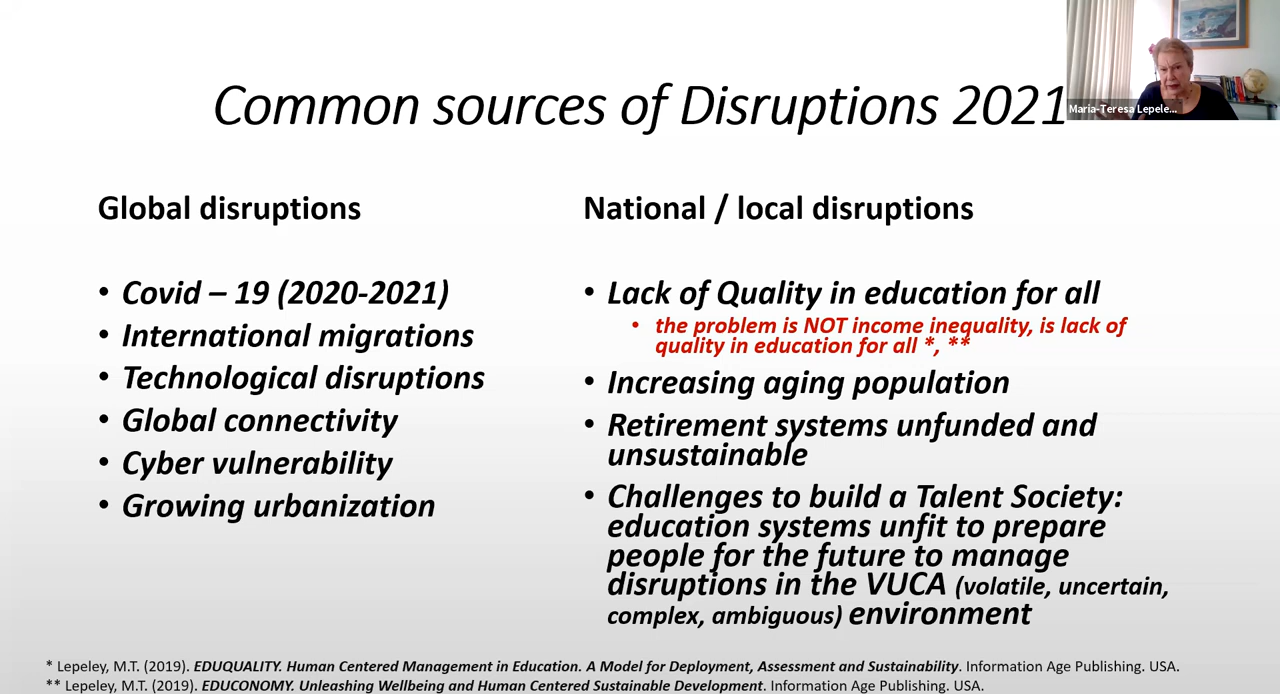 Common sources of Disruptions 2021
Maria-Teresa Lepele...
Global disruptions
• Covid – 19 (2020-2021)
• International migrations
• Technological disruptions
• Global connectivity
• Cyber vulnerability
• Growing urbanization
National / local disruptions
• Lack of Quality in education for all
• the problem is NOT income inequality, is lack of
quality in education for all *, **
• Increasing aging population
• Retirement systems unfunded and
unsustainable
• Challenges to build a Talent Society:
education systems unfit to prepare
people for the future to manage
disruptions in the VUCA (volatile, uncertain,
complex, ambiguous) environment
* Lepeley, M.T. (2019). EDUQUALITY. Human Centered Management in Education. A Model for Deployment, Assessment and Sustainability. Information Age Publishing. USA.
** Lepeley, M.T. (2019). EDUCONOMY. Unleashing Wellbeing and Human Centered Sustainable Development. Information Age Publishing. USA.